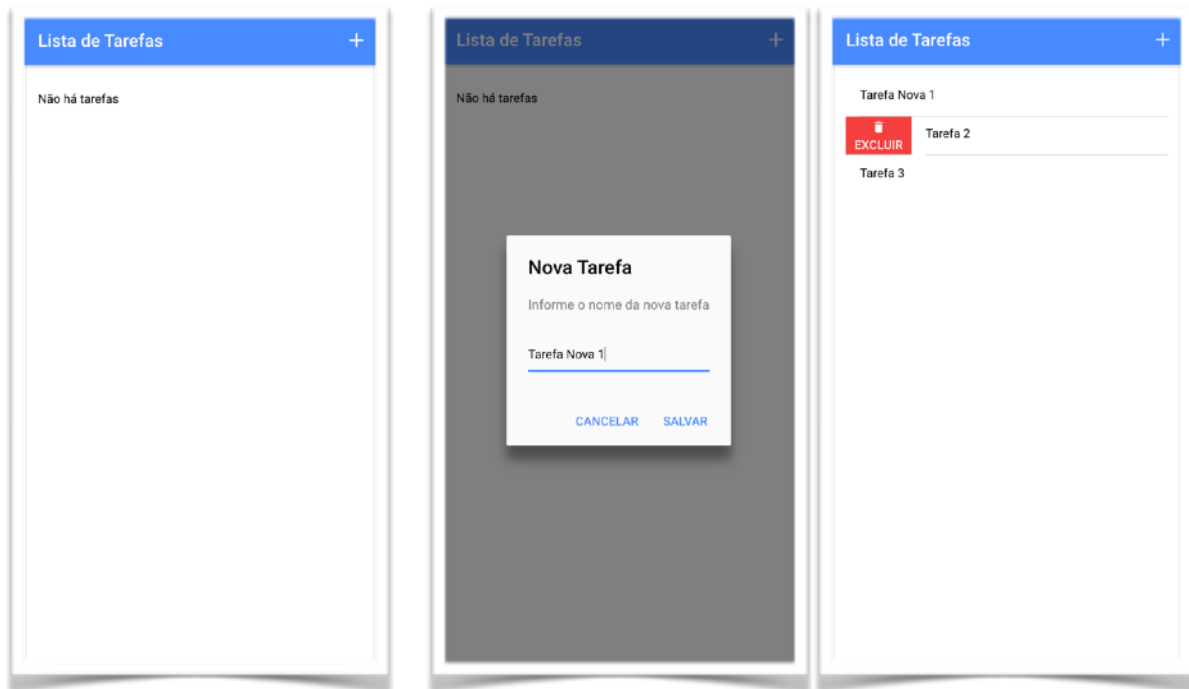 Lista de Tarefas +
Não há tarefas
Lista de Tarefas +
Não há tarefas
Nova Tarefa
Informe o nome da nova tarefa
Tarefa Nova 1
CANCELAR SALVAR
Lista de Tarefas +
Tarefa Nova 1
EXCLUIR Tarefa 2
Tarefa 3